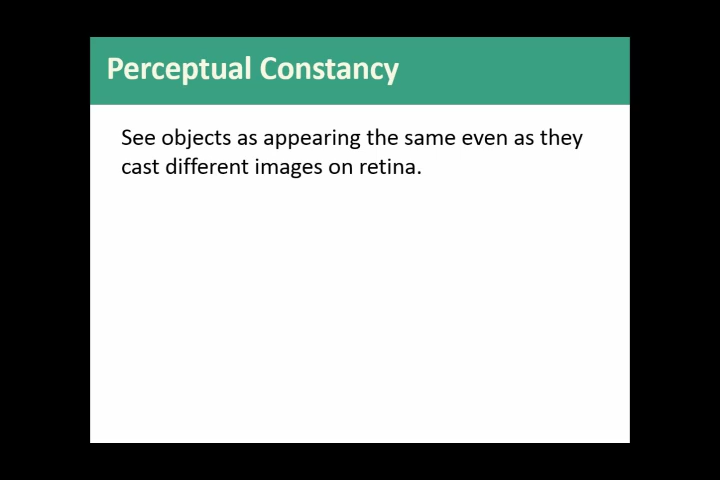 Perceptual Constancy
See objects as appearing the same even as they
cast different images on retina.